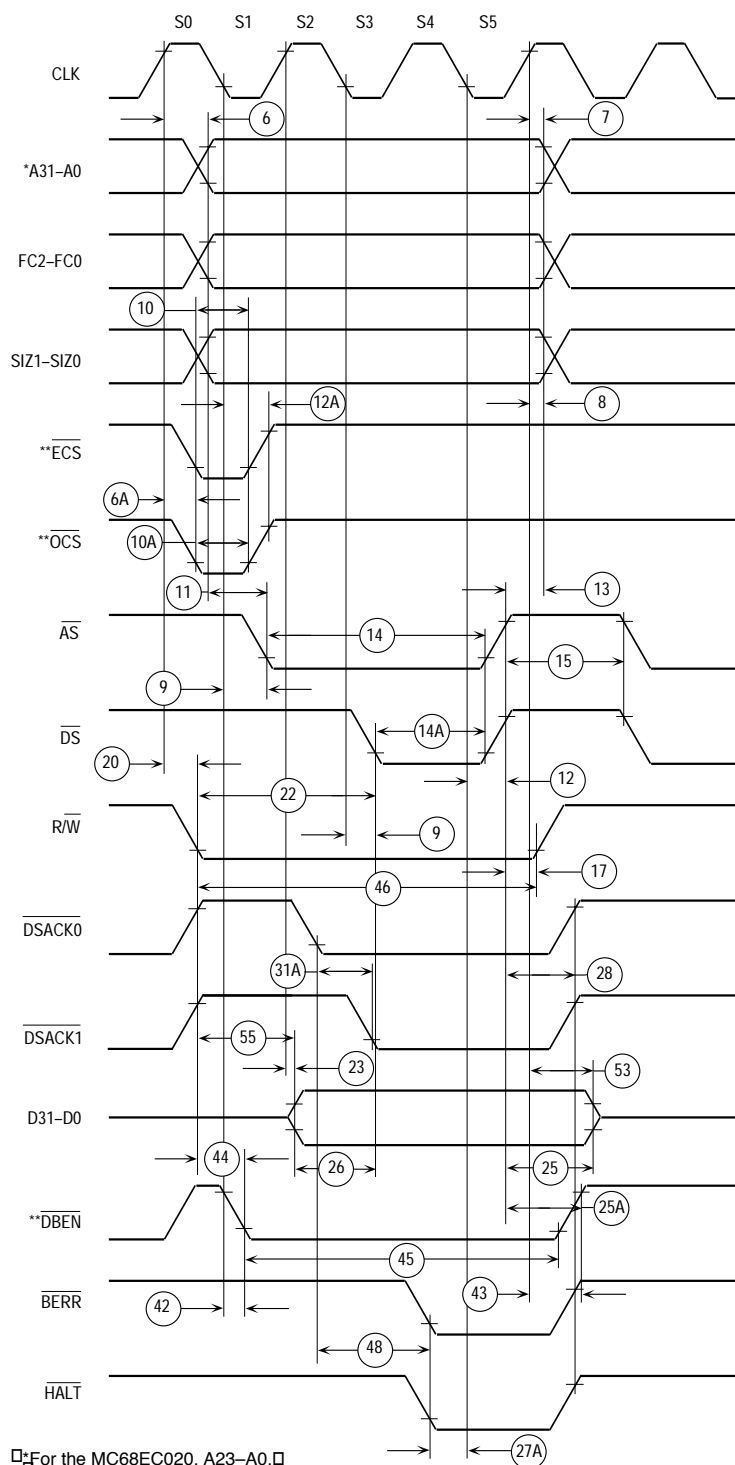 S0 S1 S2 S3 S4 S5
CLK
6 7
*A31–A0
FC2–FC0
10
SIZ1–SIZ0
12A 8
**ECS
6A
**OCS 10A
11 13
AS 14
15
9
DS 14A
20 12
22
R/W 9
17
46
DSACK0
31A 28
DSACK1 55
23 53
D31–D0
44 26 25
**DBEN 25A
45
BERR 42 43
48
HALT
27A
*For the MC68EC020, A23–A0.